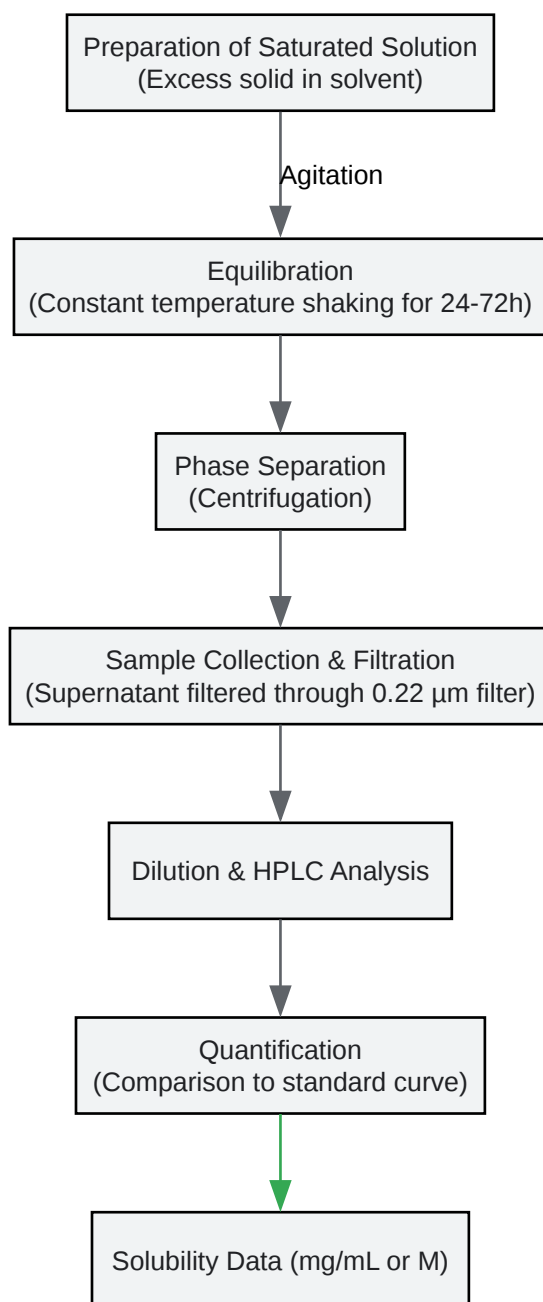 Preparation of Saturated Solution
(Excess solid in solvent)
Agitation
Equilibration
(Constant temperature shaking for 24-72h)
Phase Separation
(Centrifugation)
Sample Collection & Filtration
(Supernatant filtered through 0.22 µm filter)
Dilution & HPLC Analysis
Quantification
(Comparison to standard curve)
Solubility Data (mg/mL or M)